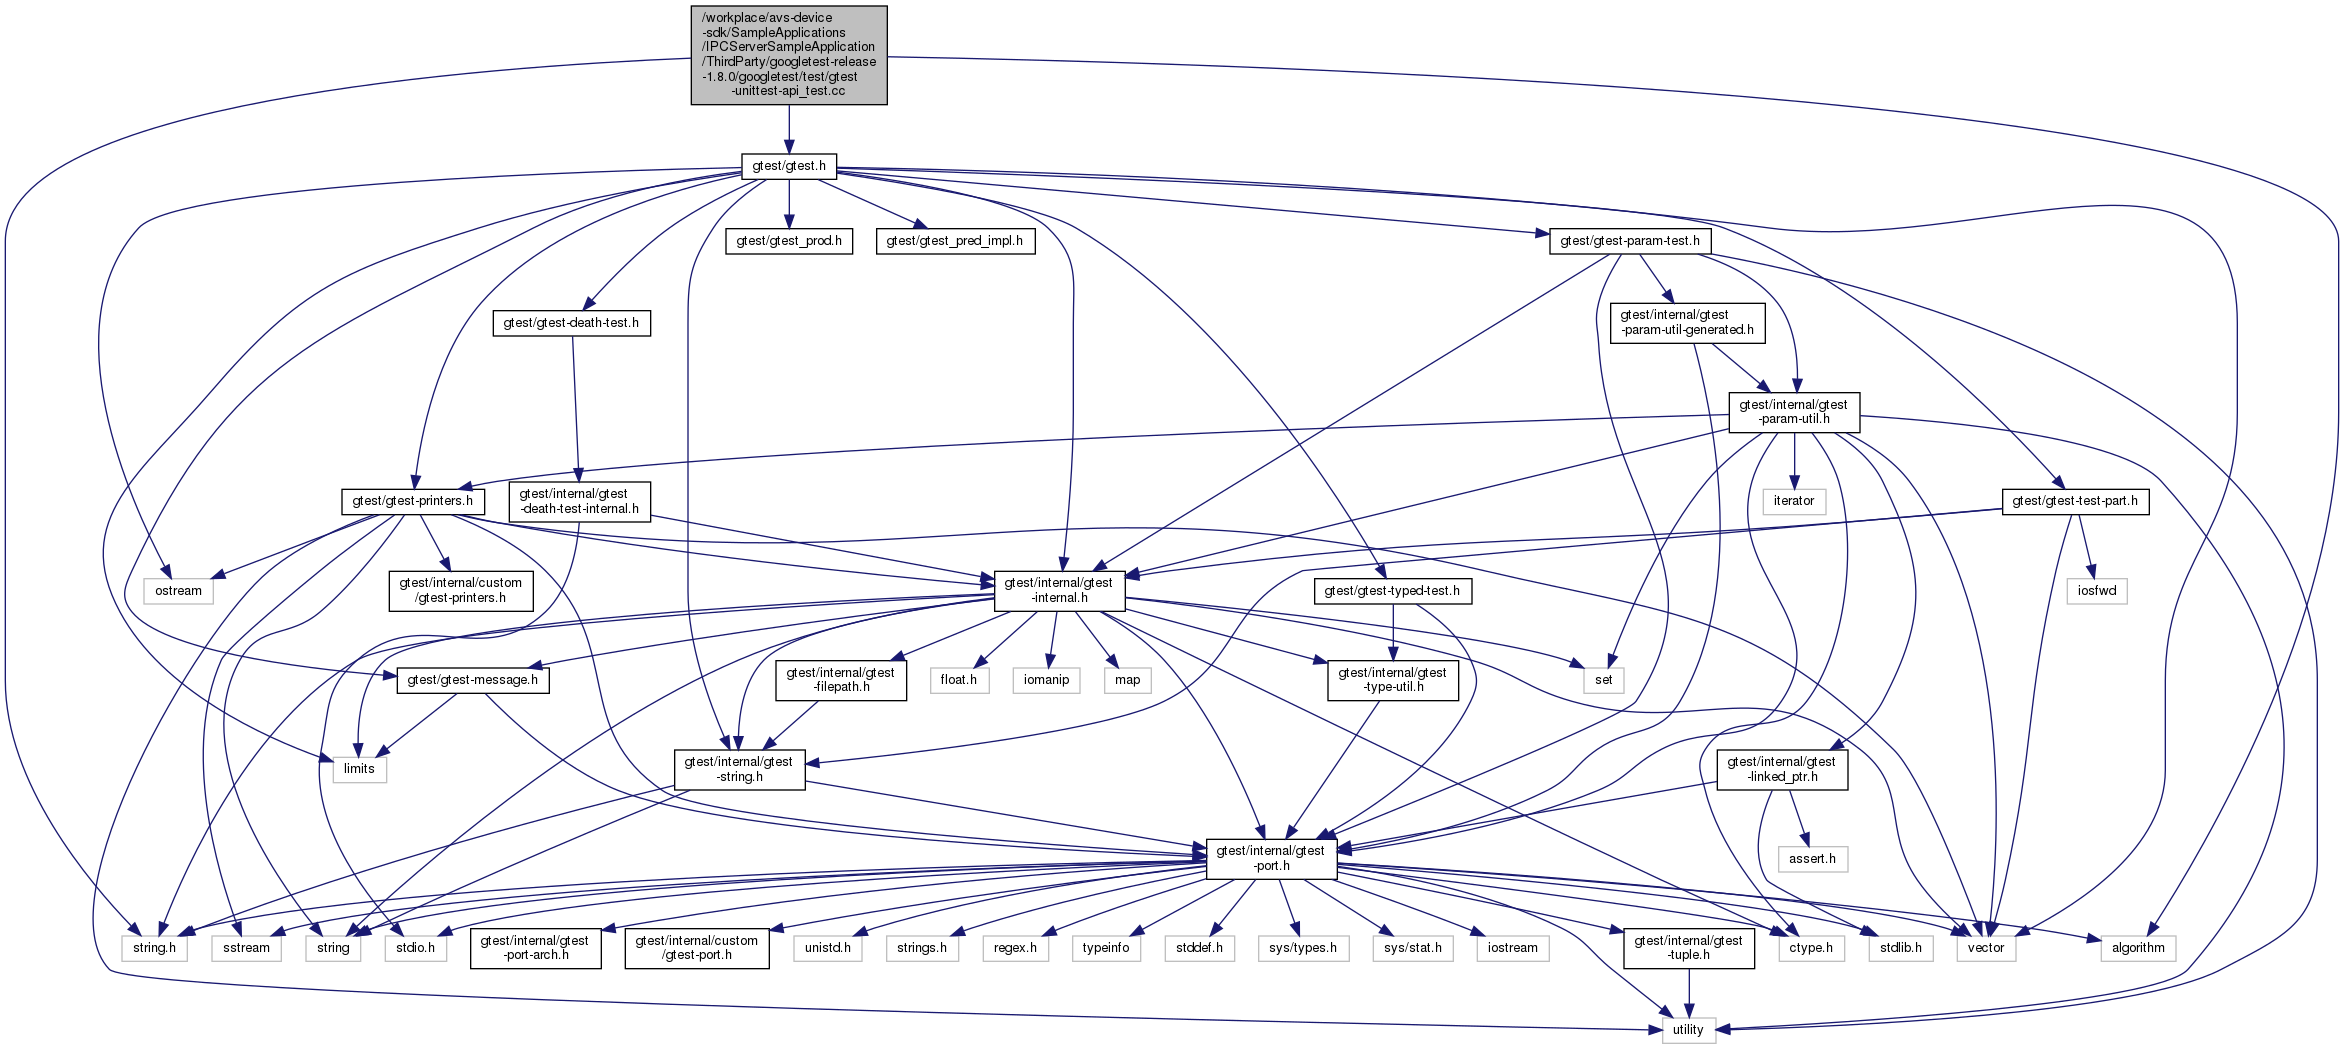 /workplace/avs-device
-sdk/SampleApplications
/IPCServerSampleApplication
/ThirdParty/googletest-release
-1.8.0/googletest/test/gtest
-unittest-api_test.cc
gtest/gtest.h
gtest/gtest_prod.h
gtest/gtest_pred_impl.h
gtest/gtest-param-test.h
gtest/gtest-death-test.h
gtest/internal/gtest
-param-util-generated.h
gtest/internal/gtest
-param-util.h
gtest/gtest-printers.h
gtest/internal/gtest
-death-test-internal.h
iterator
gtest/gtest-test-part.h
ostream
gtest/internal/custom
/gtest-printers.h
gtest/internal/gtest
-internal.h
gtest/gtest-typed-test.h
iosfwd
gtest/gtest-message.h
gtest/internal/gtest
-filepath.h
float.h
iomanip
map
gtest/internal/gtest
-type-util.h
set
limits
gtest/internal/gtest
-string.h
gtest/internal/gtest
-linked_ptr.h
gtest/internal/gtest
-port.h
assert.h
string.h
sstream
string
stdio.h
gtest/internal/gtest
-port-arch.h
gtest/internal/custom
/gtest-port.h
unistd.h
strings.h
regex.h
typeinfo
stddef.h
sys/types.h
sys/stat.h
iostream
gtest/internal/gtest
-tuple.h
ctype.h
stdlib.h
vector
algorithm
utility